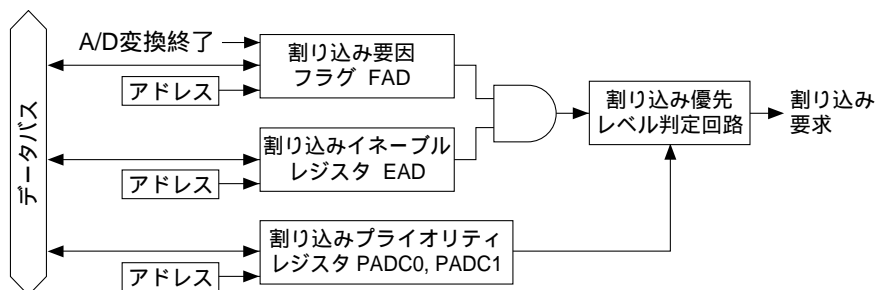 データバス
A/D変換終了
アドレス
割り込み要因
フラグ FAD
アドレス
割り込みイネーブル
レジスタ EAD
アドレス
割り込みプライオリティ
レジスタ PADC0, PADC1
割り込み優先
レベル判定回路
割り込み
要求